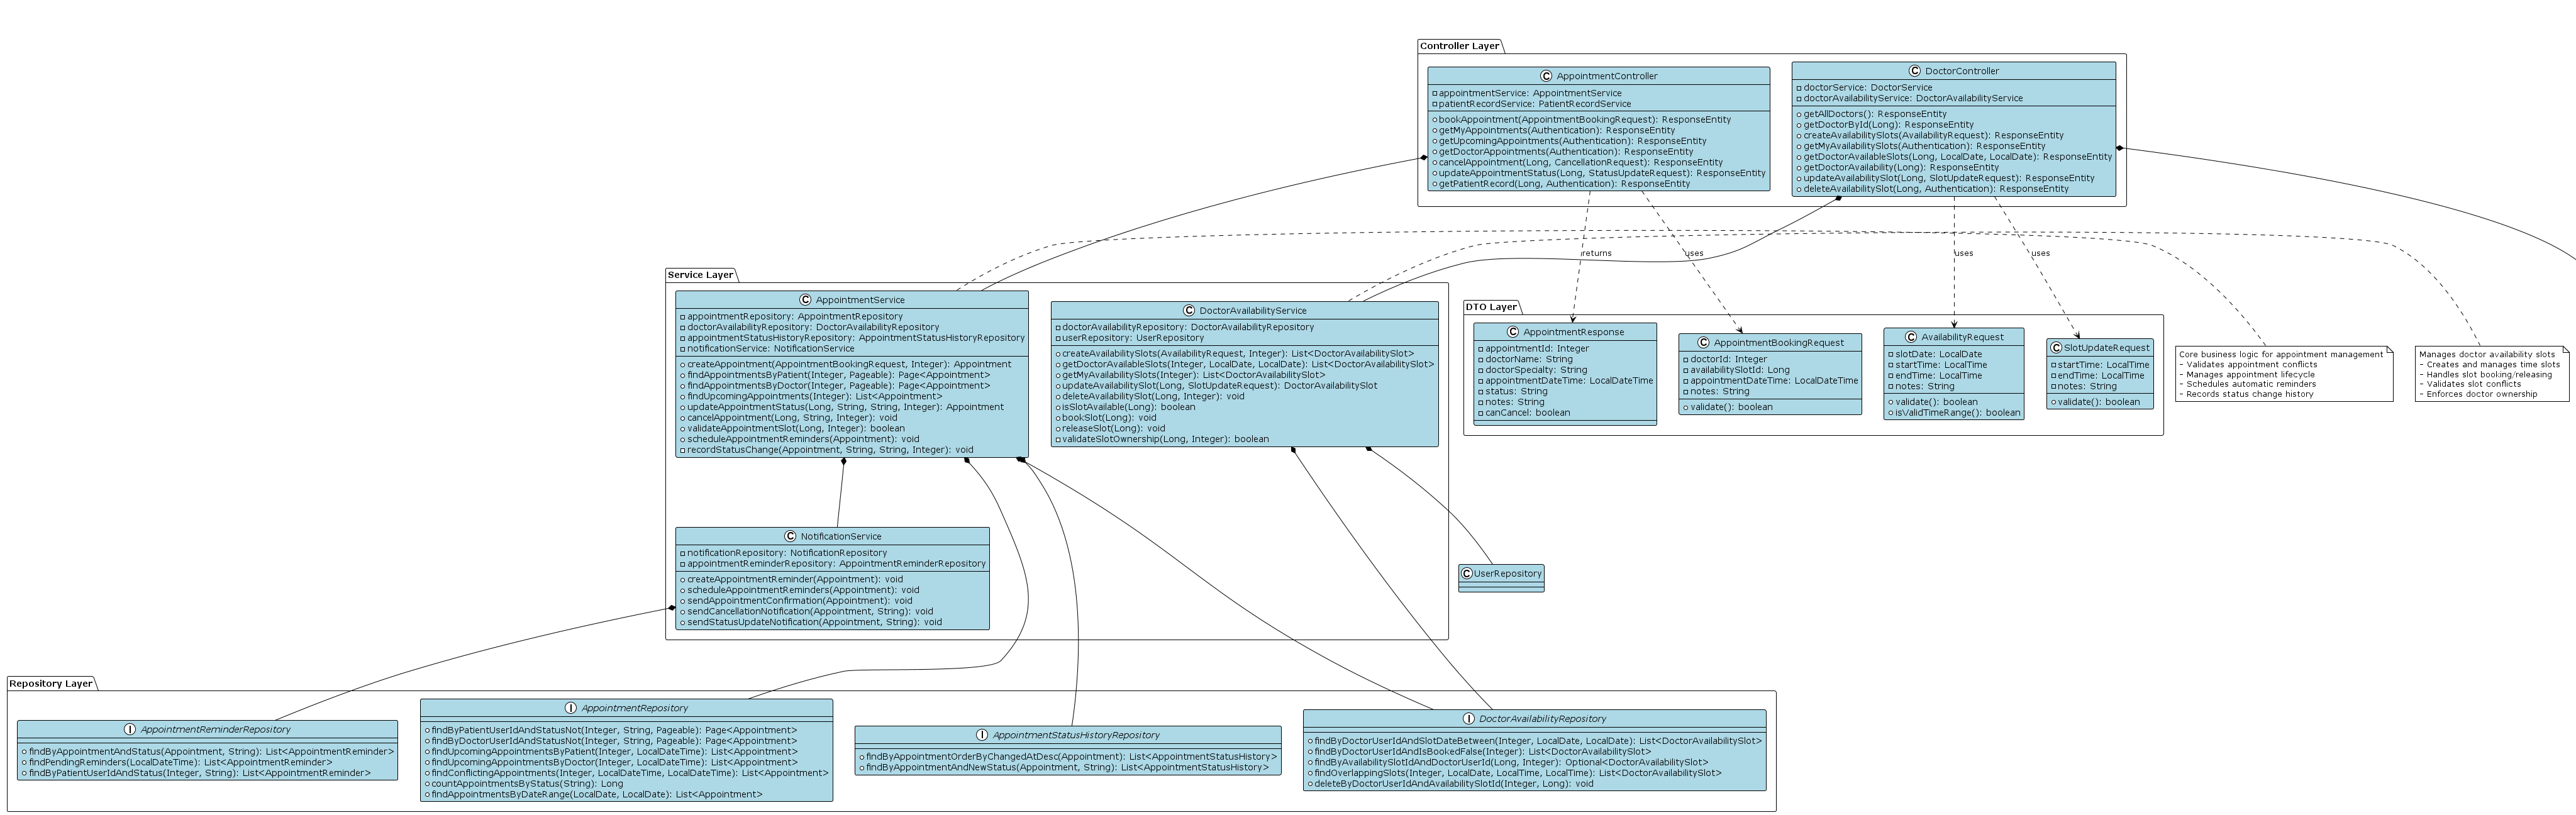 Controller Layer
C AppointmentController
appointmentService: AppointmentService
patientRecordService: PatientRecordService
bookAppointment(AppointmentBookingRequest): ResponseEntity
getMyAppointments(Authentication): ResponseEntity
getUpcomingAppointments(Authentication): ResponseEntity
getDoctorAppointments(Authentication): ResponseEntity
cancelAppointment(Long, CancellationRequest): ResponseEntity
updateAppointmentStatus(Long, StatusUpdateRequest): ResponseEntity
getPatientRecord(Long, Authentication): ResponseEntity
C DoctorController
doctorService: DoctorService
doctorAvailabilityService: DoctorAvailabilityService
getAllDoctors(): ResponseEntity
getDoctorById(Long): ResponseEntity
createAvailabilitySlots(AvailabilityRequest): ResponseEntity
getMyAvailabilitySlots(Authentication): ResponseEntity
getDoctorAvailableSlots(Long, LocalDate, LocalDate): ResponseEntity
getDoctorAvailability(Long): ResponseEntity
updateAvailabilitySlot(Long, SlotUpdateRequest): ResponseEntity
deleteAvailabilitySlot(Long, Authentication): ResponseEntity
returns
uses
uses
uses
Service Layer
C AppointmentService
appointmentRepository: AppointmentRepository
doctorAvailabilityRepository: DoctorAvailabilityRepository
appointmentStatusHistoryRepository: AppointmentStatusHistoryRepository
notificationService: NotificationService
createAppointment(AppointmentBookingRequest, Integer): Appointment
findAppointmentsByPatient(Integer, Pageable): Page<Appointment>
findAppointmentsByDoctor(Integer, Pageable): Page<Appointment>
findUpcomingAppointments(Integer): List<Appointment>
updateAppointmentStatus(Long, String, String, Integer): Appointment
cancelAppointment(Long, String, Integer): void
validateAppointmentSlot(Long, Integer): boolean
scheduleAppointmentReminders(Appointment): void
recordStatusChange(Appointment, String, String, Integer): void
C DoctorAvailabilityService
doctorAvailabilityRepository: DoctorAvailabilityRepository
userRepository: UserRepository
createAvailabilitySlots(AvailabilityRequest, Integer): List<DoctorAvailabilitySlot>
getDoctorAvailableSlots(Integer, LocalDate, LocalDate): List<DoctorAvailabilitySlot>
getMyAvailabilitySlots(Integer): List<DoctorAvailabilitySlot>
updateAvailabilitySlot(Long, SlotUpdateRequest): DoctorAvailabilitySlot
deleteAvailabilitySlot(Long, Integer): void
isSlotAvailable(Long): boolean
bookSlot(Long): void
releaseSlot(Long): void
validateSlotOwnership(Long, Integer): boolean
DTO Layer
C AppointmentResponse
appointmentId: Integer
doctorName: String
doctorSpecialty: String
appointmentDateTime: LocalDateTime
status: String
notes: String
canCancel: boolean
C AppointmentBookingRequest
doctorId: Integer
availabilitySlotId: Long
appointmentDateTime: LocalDateTime
notes: String
validate(): boolean
C AvailabilityRequest
slotDate: LocalDate
startTime: LocalTime
endTime: LocalTime
notes: String
validate(): boolean
isValidTimeRange(): boolean
C SlotUpdateRequest
startTime: LocalTime
endTime: LocalTime
notes: String
validate(): boolean
Core business logic for appointment management
- Validates appointment conflicts
- Manages appointment lifecycle
- Schedules automatic reminders
- Records status change history
Manages doctor availability slots
- Creates and manages time slots
- Handles slot booking/releasing
- Validates slot conflicts
- Enforces doctor ownership
C NotificationService
notificationRepository: NotificationRepository
appointmentReminderRepository: AppointmentReminderRepository
createAppointmentReminder(Appointment): void
scheduleAppointmentReminders(Appointment): void
sendAppointmentConfirmation(Appointment): void
sendCancellationNotification(Appointment, String): void
sendStatusUpdateNotification(Appointment, String): void
C UserRepository
Repository Layer
I AppointmentReminderRepository
findByAppointmentAndStatus(Appointment, String): List<AppointmentReminder>
findPendingReminders(LocalDateTime): List<AppointmentReminder>
findByPatientUserIdAndStatus(Integer, String): List<AppointmentReminder>
I AppointmentRepository
findByPatientUserIdAndStatusNot(Integer, String, Pageable): Page<Appointment>
findByDoctorUserIdAndStatusNot(Integer, String, Pageable): Page<Appointment>
findUpcomingAppointmentsByPatient(Integer, LocalDateTime): List<Appointment>
findUpcomingAppointmentsByDoctor(Integer, LocalDateTime): List<Appointment>
findConflictingAppointments(Integer, LocalDateTime, LocalDateTime): List<Appointment>
countAppointmentsByStatus(String): Long
findAppointmentsByDateRange(LocalDate, LocalDate): List<Appointment>
I AppointmentStatusHistoryRepository
findByAppointmentOrderByChangedAtDesc(Appointment): List<AppointmentStatusHistory>
findByAppointmentAndNewStatus(Appointment, String): List<AppointmentStatusHistory>
I DoctorAvailabilityRepository
findByDoctorUserIdAndSlotDateBetween(Integer, LocalDate, LocalDate): List<DoctorAvailabilitySlot>
findByDoctorUserIdAndIsBookedFalse(Integer): List<DoctorAvailabilitySlot>
findByAvailabilitySlotIdAndDoctorUserId(Long, Integer): Optional<DoctorAvailabilitySlot>
findOverlappingSlots(Integer, LocalDate, LocalTime, LocalTime): List<DoctorAvailabilitySlot>
deleteByDoctorUserIdAndAvailabilitySlotId(Integer, Long): void